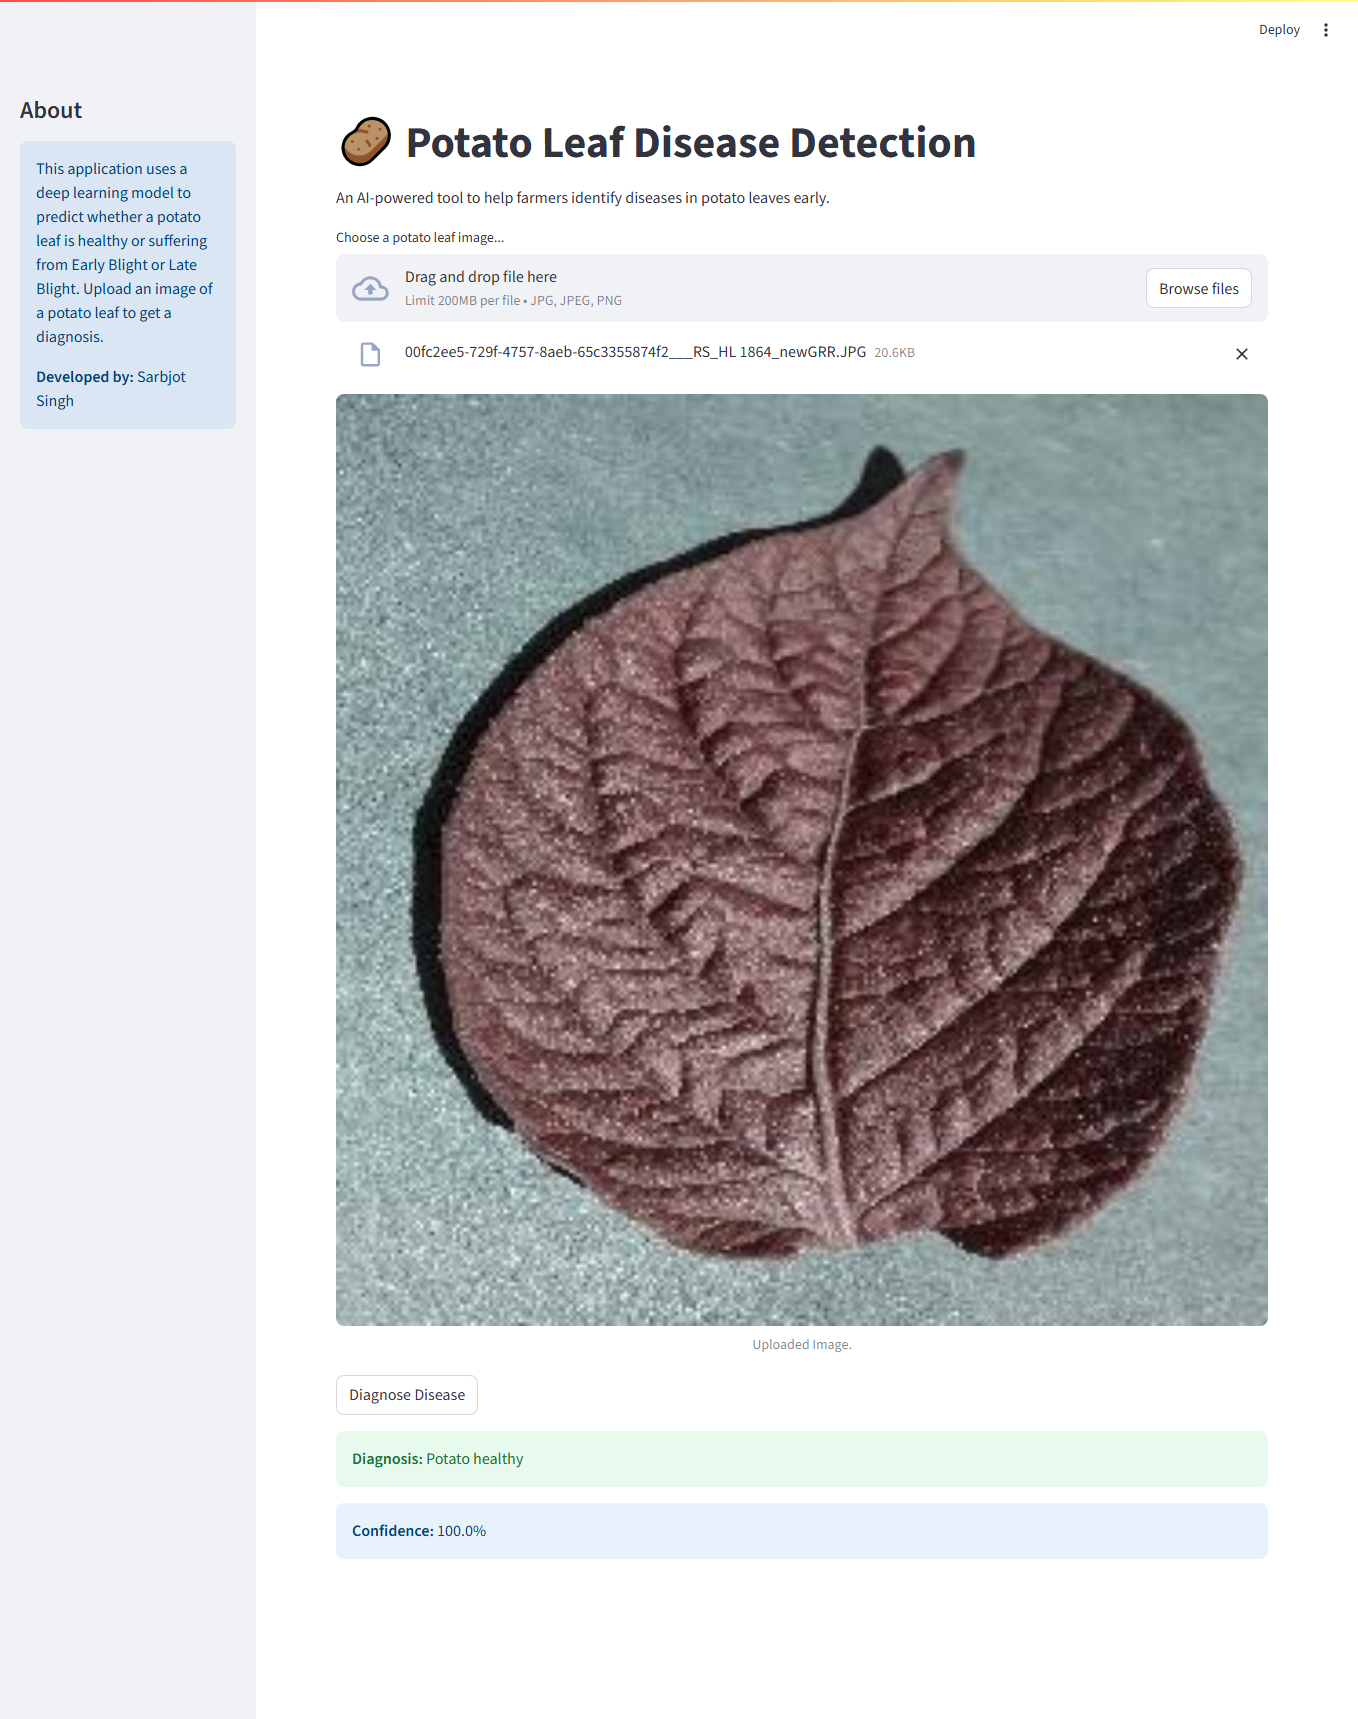 Deploy
About
This application uses a
deep learning model to
predict whether a potato
leaf is healthy or suffering
from Early Blight or Late
Blight. Upload an image of
a potato leaf to get a
diagnosis.
Developed by: Sarbjot
Singh
Potato Leaf Disease Detection
An AI-powered tool to help farmers identify diseases in potato leaves early.
Choose a potato leaf image...
Drag and drop file here
Limit 200MB per file • JPG, JPEG, PNG
Browse files
00fc2ee5-729f-4757-8aeb-65c3355874f2___RS_HL 1864_newGRR.JPG 20.6KB
Uploaded Image.
Diagnose Disease
Diagnosis: Potato healthy
Confidence: 100.0%